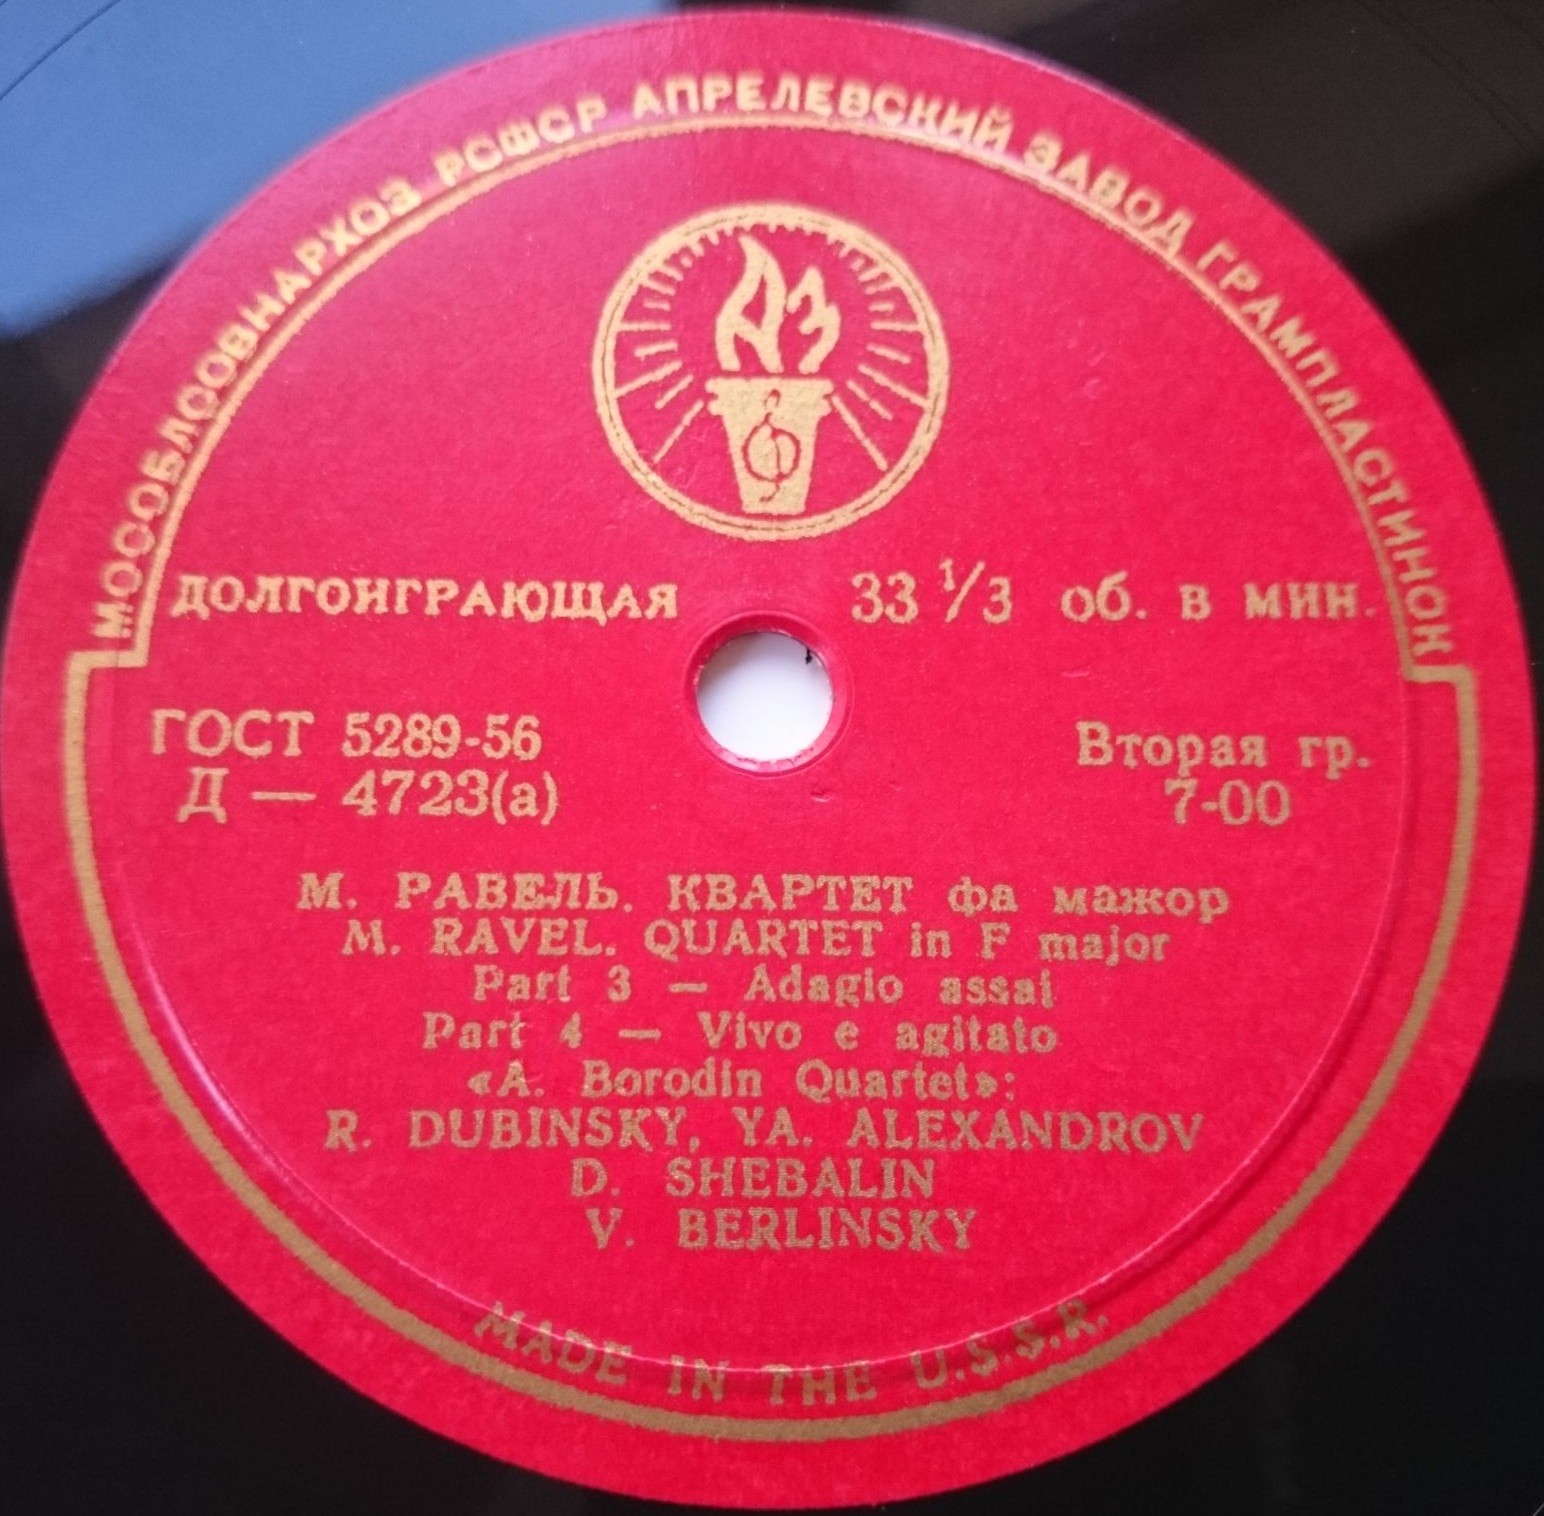 МОСОБЛСОВНАРХОЗ РСФСР АПРЕЛЕВСКИЙ ЗАВОД ГРАМПЛАСТИНОК
АЗ
ДОЛГОИГРАЮЩАЯ 33 1/3 об. в мин.
ГОСТ 5289-56 Вторая гр.
Д — 4723(а) 7-00
М. РАВЕЛЬ. КВАРТЕТ фа мажор
M. RAVEL. QUARTET in F major
Part 3 — Adagio assai
Part 4 — Vivo e agitato
«A. Borodin Quartet»:
R. DUBINSKY, YA. ALEXANDROV
D. SHEBALIN
V. BERLINSKY
MADE IN THE U.S.S.R.